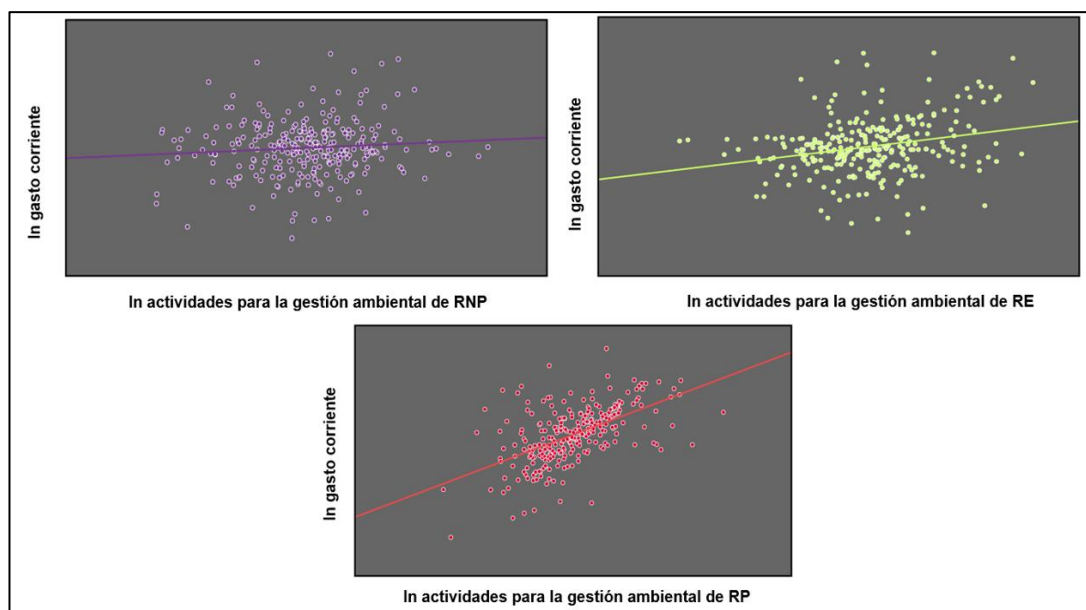 ln gasto corriente
ln actividades para la gestión ambiental de RNP
ln gasto corriente
ln actividades para la gestión ambiental de RE
ln gasto corriente
ln actividades para la gestión ambiental de RP